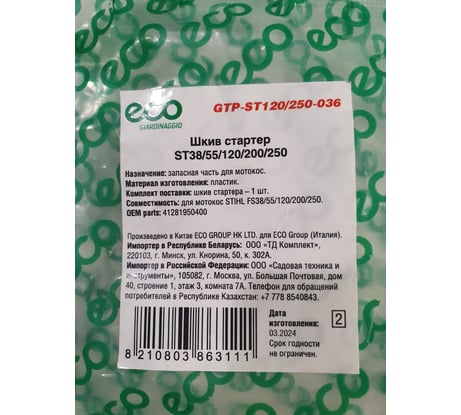 eco
GIARDINAGGIO
GTP-ST120/250-036
Шкив стартер
ST38/55/120/200/250
Назначение: запасная часть для мотокос.
Материал изготовления: пластик.
Комплект поставки: шкив стартера – 1 шт.
Совместимость: для мотокос STIHL FS38/55/120/200/250.
OEM parts: 41281950400
Произведено в Китае ECO GROUP HK LTD. для ECO Group (Италия).
Импортер в Республике Беларусь: ООО «ТД Комплект»,
220103, г. Минск, ул. Кнорина, 50, к. 302А.
Импортер в Российской Федерации: ООО «Садовая техника и
инструменты», 105082, г. Москва, ул. Большая Почтовая, дом
40, строение 1, этаж 3, комната 7А. Телефон для обращений
потребителей в Республике Казахстан: +7 778 8540843.
Дата
изготовления:
03.2024
Срок годности
не ограничен.
2
8 210803 863111